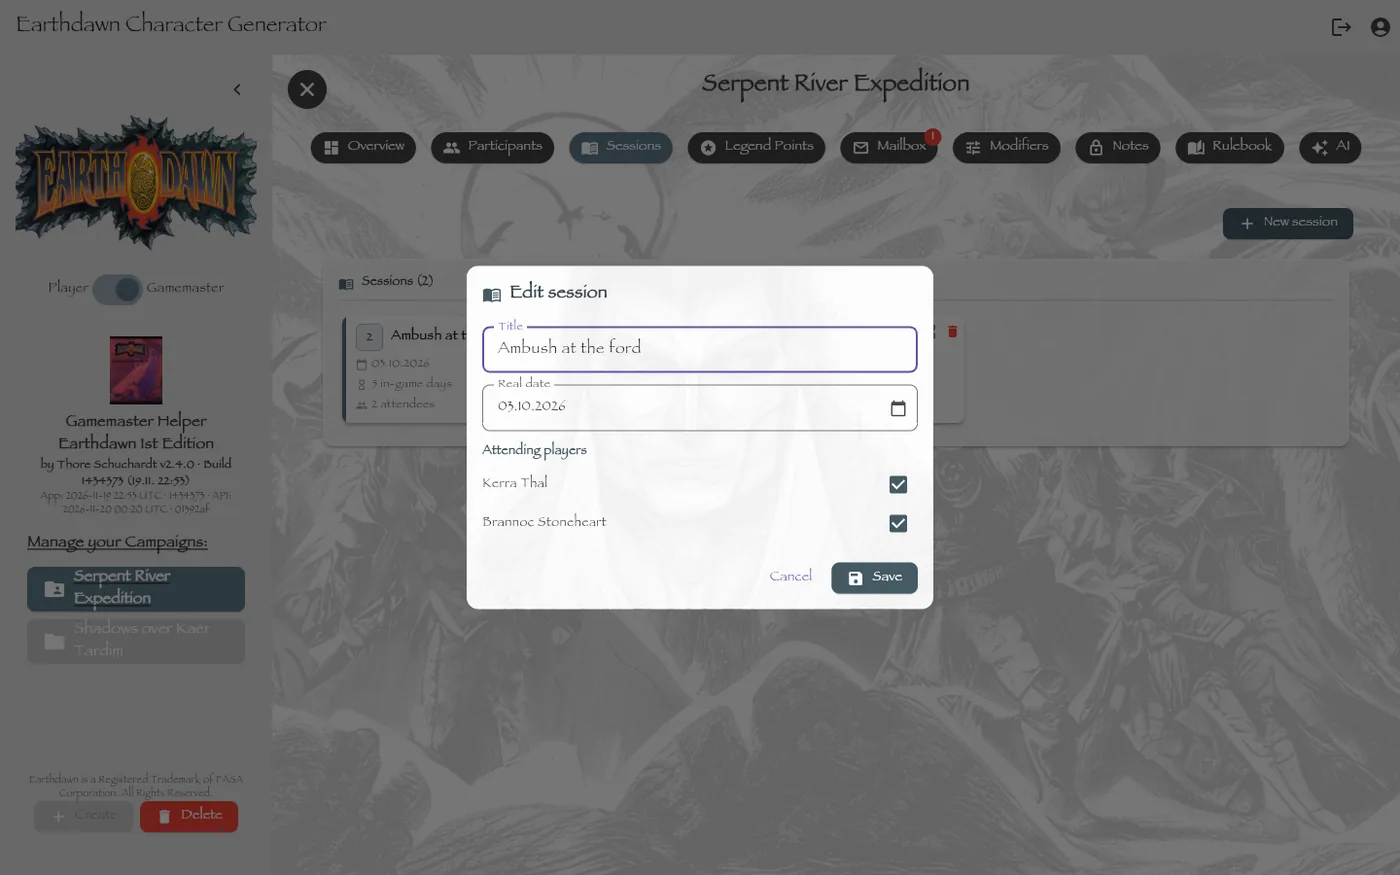 Earthdawn Character Generator
Serpent River Expedition
Overview
Participants
Sessions
Legend Points
Mailbox
1
Modifiers
Notes
Rulebook
AI
EARTHDAWN
Player
Gamemaster
Gamemaster Helper
Earthdawn 1st Edition
by Thore Schuchardt v2.4.0 · Build
1434373 (19.11. 22:53)
App: 2026-11-19 22:53 UTC · 1434373 · API:
2026-11-20 00:20 UTC · 01392af
Manage your Campaigns:
Serpent River
Expedition
Shadows over Kaer
Tardim
Earthdawn is a Registered Trademark of FASA
Corporation. All Rights Reserved.
Create
Delete
New session
Sessions (2)
2
Ambush at t
03.10.2026
5 in-game days
2 attendees
Edit session
Title
Ambush at the ford
Real date
03.10.2026
Attending players
Kerra Thal
Brannoc Stoneheart
Cancel
Save